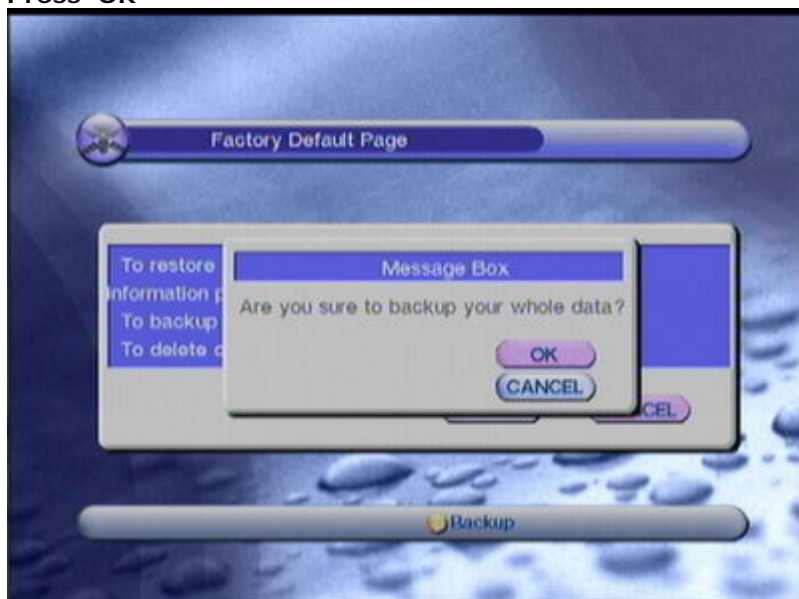 Press "OK"
Factory Default Page
To restore
Message Box
information p
Are you sure to backup your whole data?
To backup
To delete c
OK
CANCEL
CEL
Backup